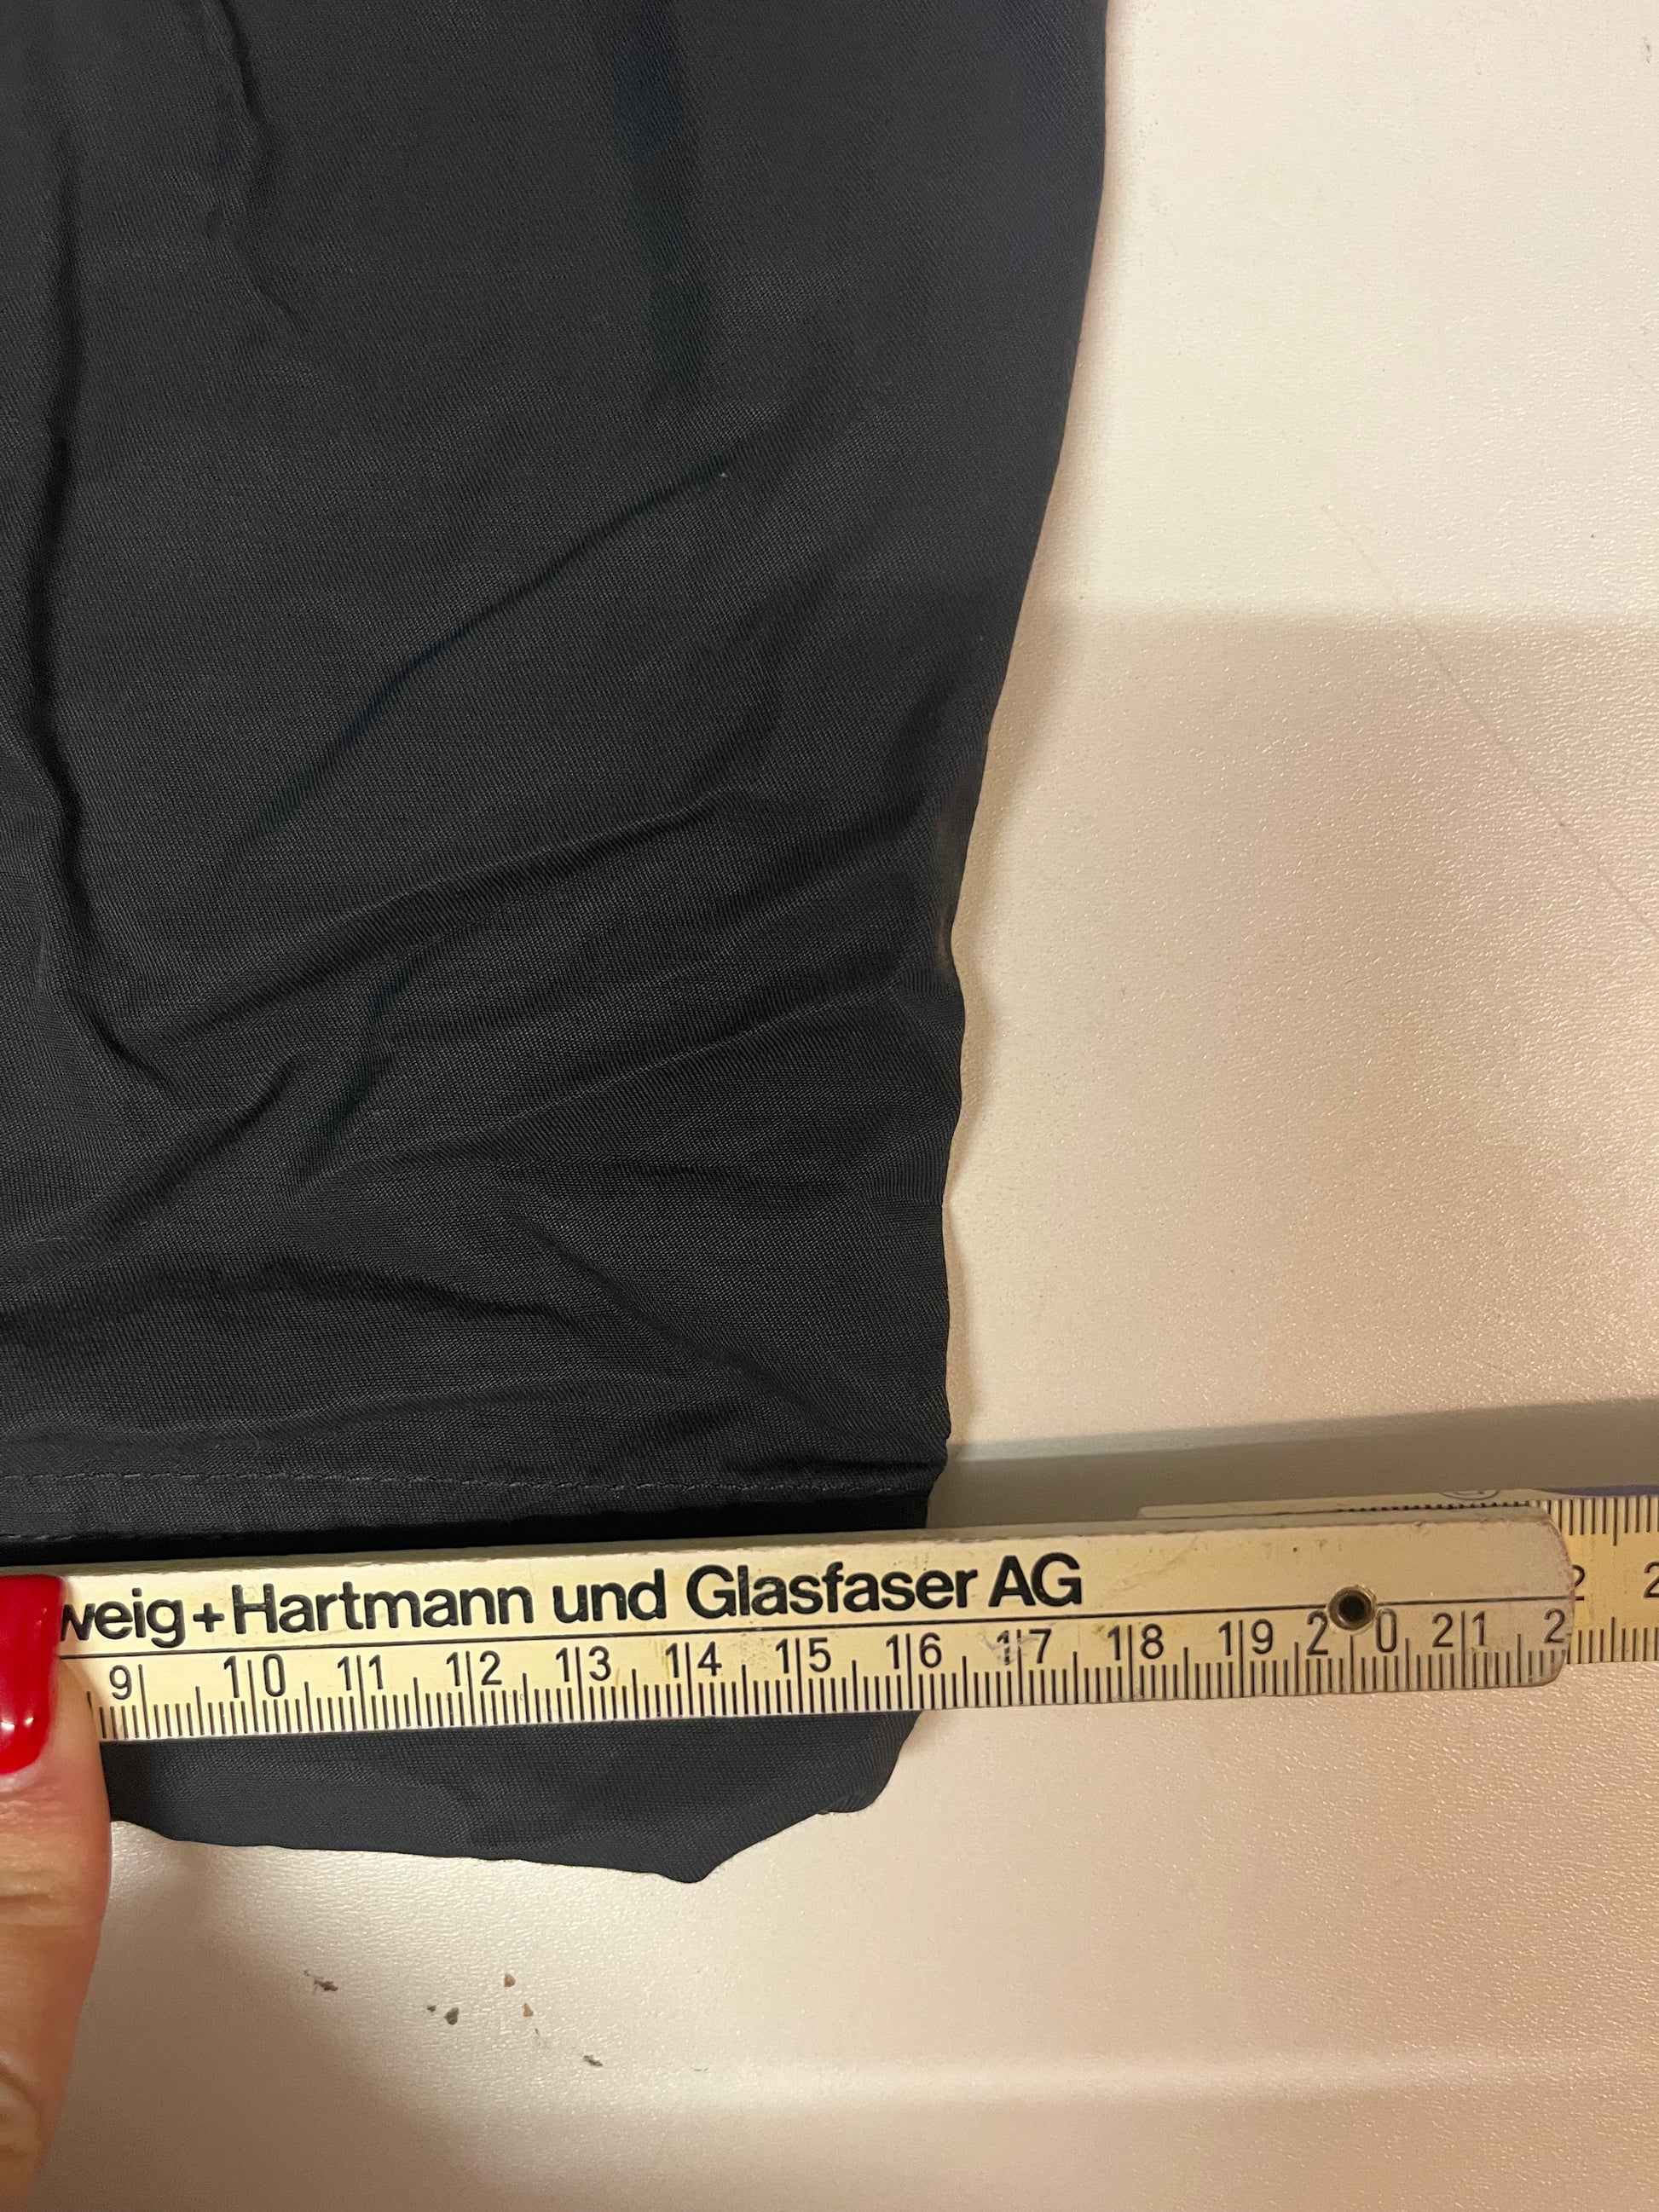 weig+Hartmann und Glasfaser AG
9 10 11 12 13 14 15 16 17 18 19 20 21 2